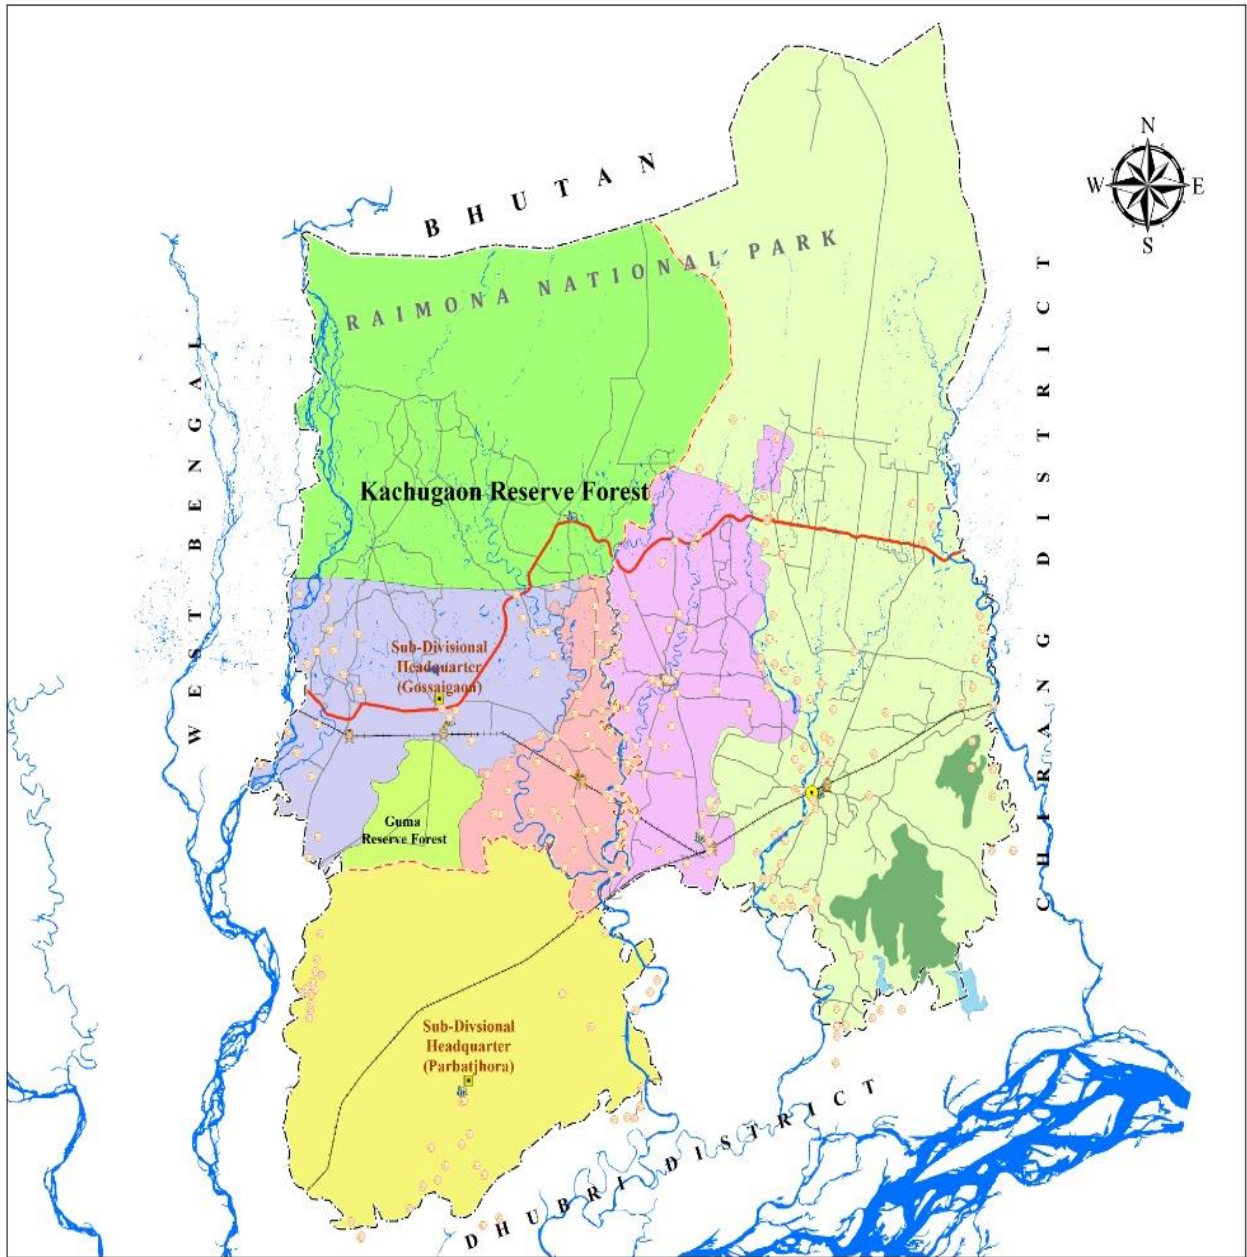 BHUTAN
N
W E
S
RAIMONA NATIONAL PARK
WEST BENGAL
CHIRANG DISTRICT
Kachugaon Reserve Forest
Sub-Divisional
Headquarter
(Gossaigaon)
Guma
Reserve Forest
Sub-Divsional
Headquarter
(Parbatjhora)
DHUBRI DISTRICT